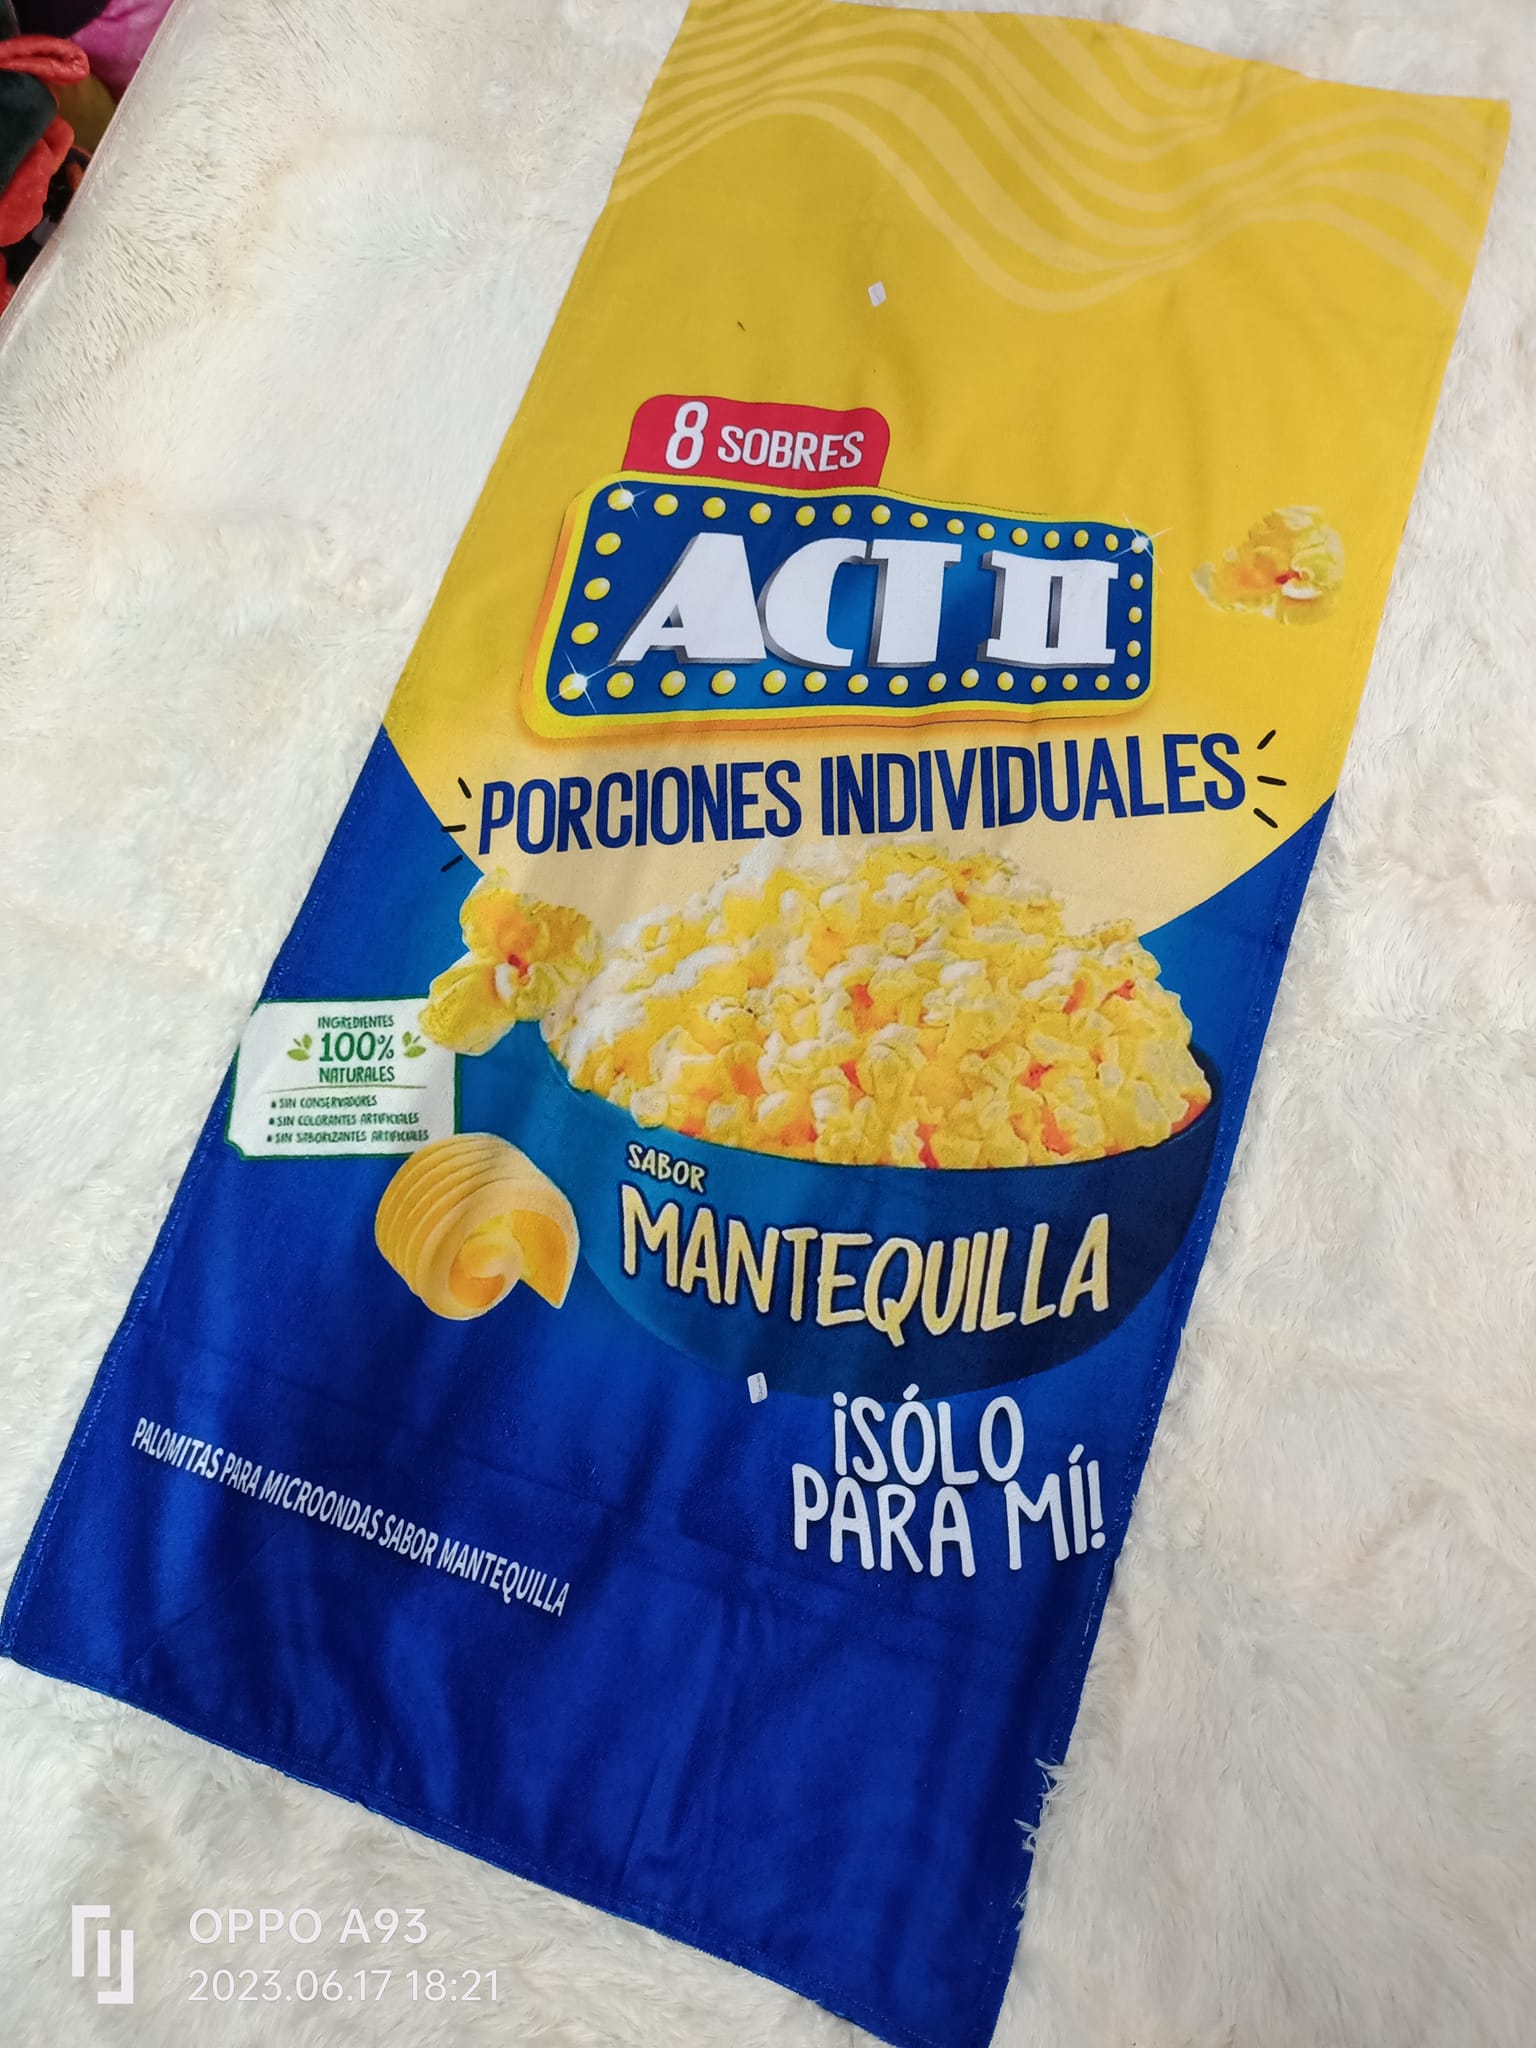 8 SOBRES
ACT II
PORCIONES INDIVIDUALES
INGREDIENTES
100%
NATURALES
• SIN CONSERVADORES
• SIN COLORANTES ARTIFICIALES
• SIN SABORIZANTES ARTIFICIALES
SABOR
MANTEQUILLA
¡SÓLO
PARA MÍ!
PALOMITAS PARA MICROONDAS SABOR MANTEQUILLA
OPPO A93
2023.06.17 18:21